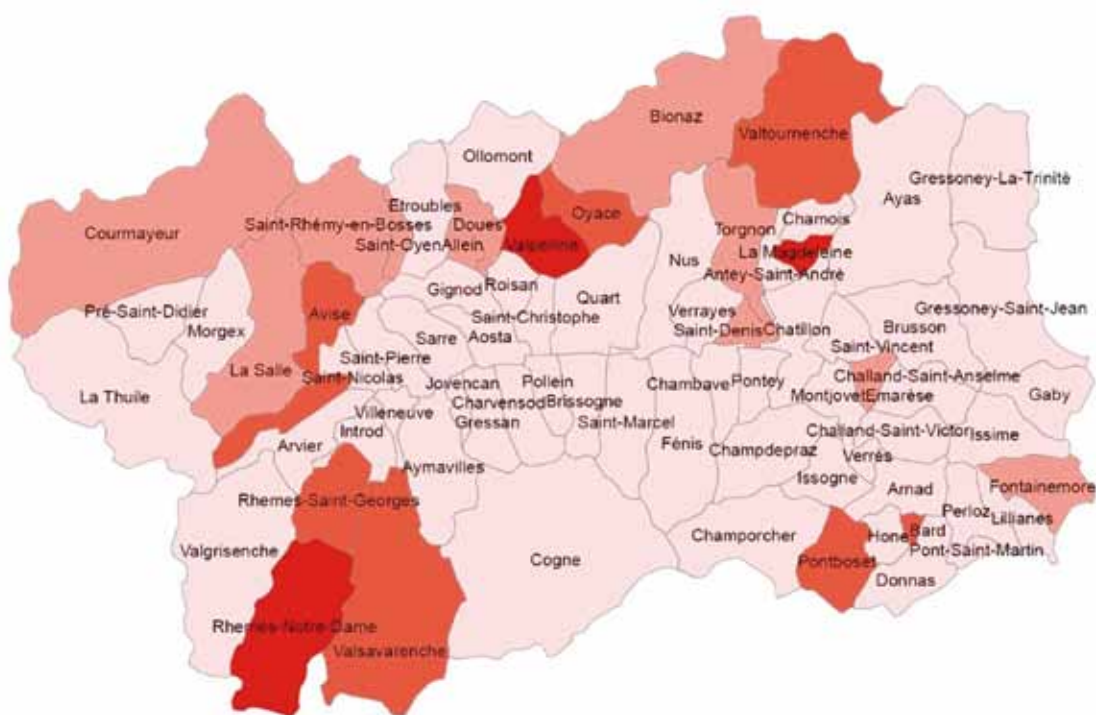 Bionaz
Valtournenche
Ollomont
Gressoney-La-Trinité
Ayas
Etroubles
Courmayeur
Saint-Rhémy-en-Bosses
Doues
Oyace
Torgnon
Chamois
Saint-Oyen
Allein
Valpelline
La Magdeleine
Nus
Antey-Saint-André
Gignod
Roisan
Quart
Pré-Saint-Didier
Morgex
Avise
Saint-Christophe
Verrayes
Gressoney-Saint-Jean
Sarre
Aosta
Saint-Denis
Chatillon
Brusson
Saint-Vincent
Saint-Pierre
La Salle
Saint-Nicolas
Jovencan
Pollein
Chambave
Pontey
Challand-Saint-Anselme
La Thuile
Charvensod
Brissogne
Montjovet
Emarèse
Gaby
Villeneuve
Gressan
Saint-Marcel
Introd
Challand-Saint-Victor
Issime
Arvier
Fénis
Champdepraz
Verrès
Aymavilles
Issogne
Rhemes-Saint-Georges
Arnad
Fontainemore
Perloz
Lillianes
Valgrisenche
Cogne
Champorcher
Hone
Bard
Pont-Saint-Martin
Pontboset
Donnas
Rhemes-Notre-Dame
Valsavarenche